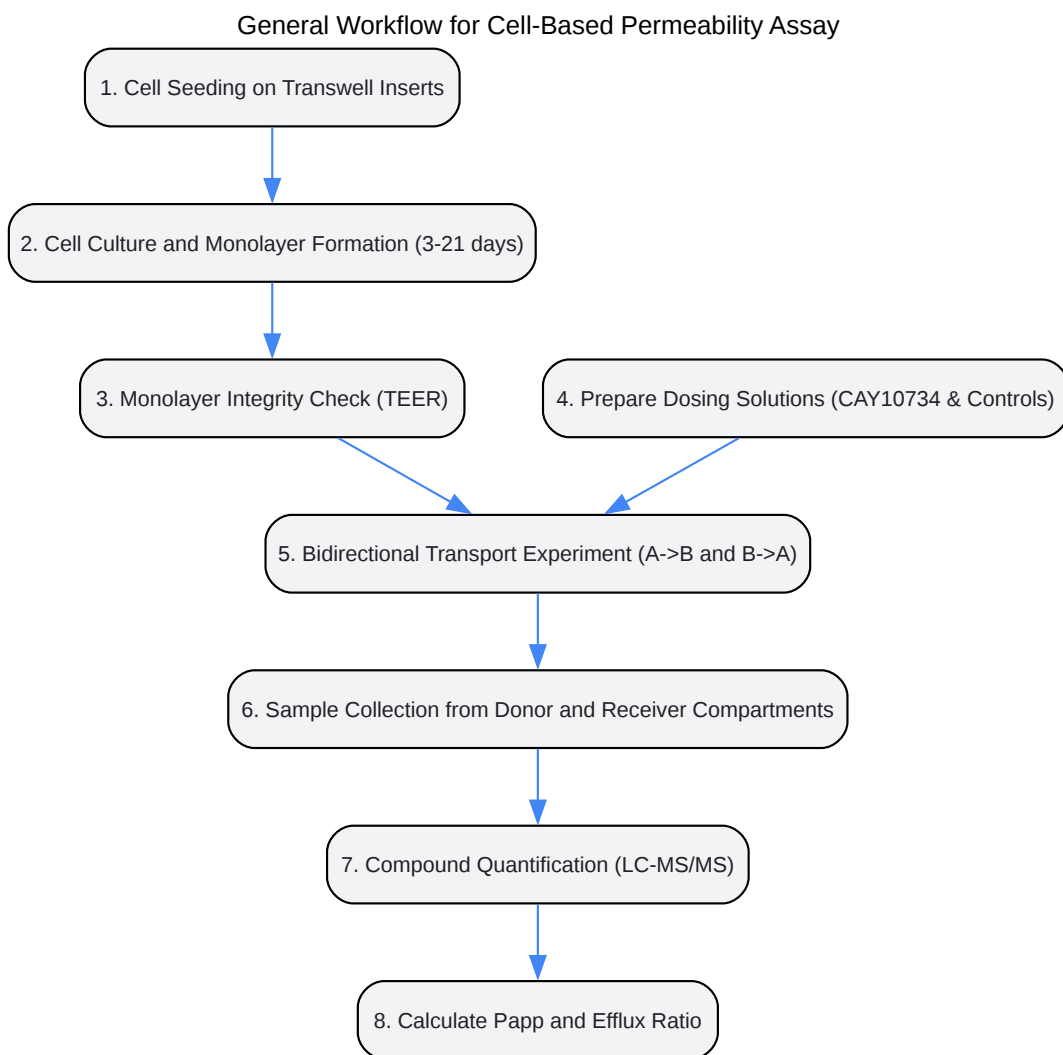 General Workflow for Cell-Based Permeability Assay
1. Cell Seeding on Transwell Inserts
2. Cell Culture and Monolayer Formation (3-21 days)
3. Monolayer Integrity Check (TEER)
4. Prepare Dosing Solutions (CAY10734 & Controls)
5. Bidirectional Transport Experiment (A->B and B->A)
6. Sample Collection from Donor and Receiver Compartments
7. Compound Quantification (LC-MS/MS)
8. Calculate Papp and Efflux Ratio